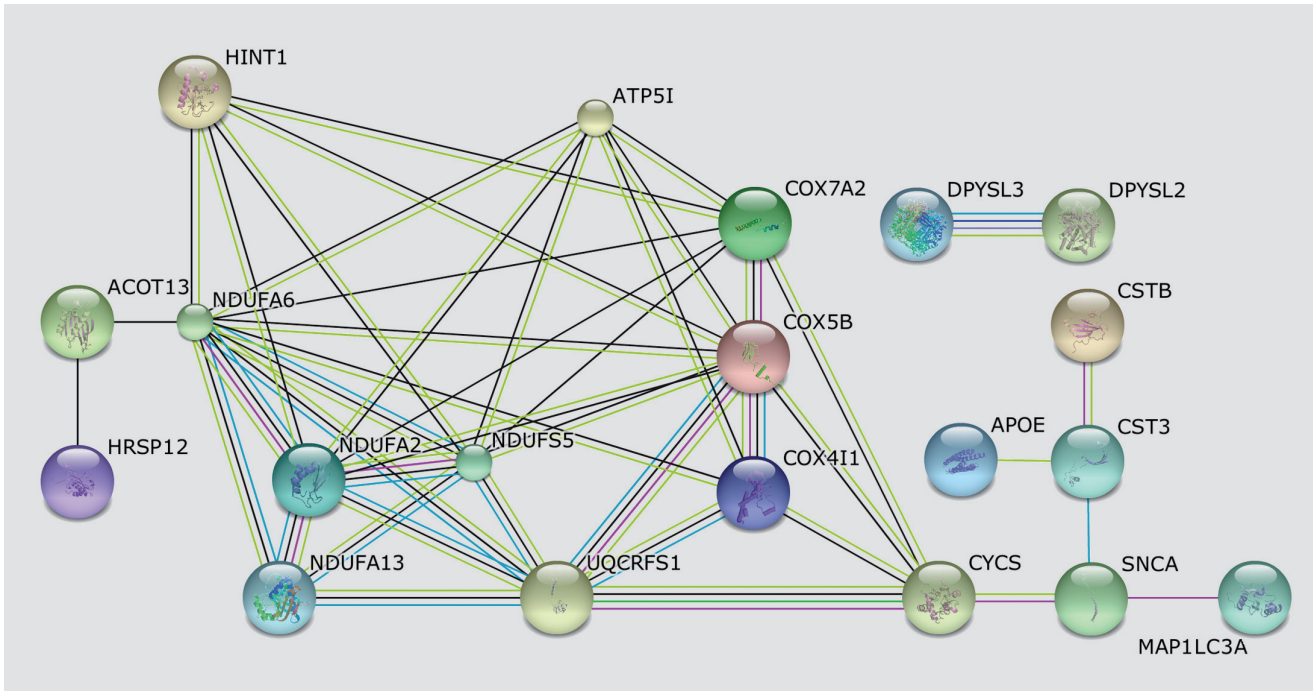 HINT1
ATP5I
COX7A2
DPYSL3
DPYSL2
ACOT13
NDUFA6
CSTB
COX5B
HRSP12
NDUFA2
NDUFS5
APOE
CST3
COX4I1
NDUFA13
UQCRFS1
CYCS
SNCA
MAP1LC3A